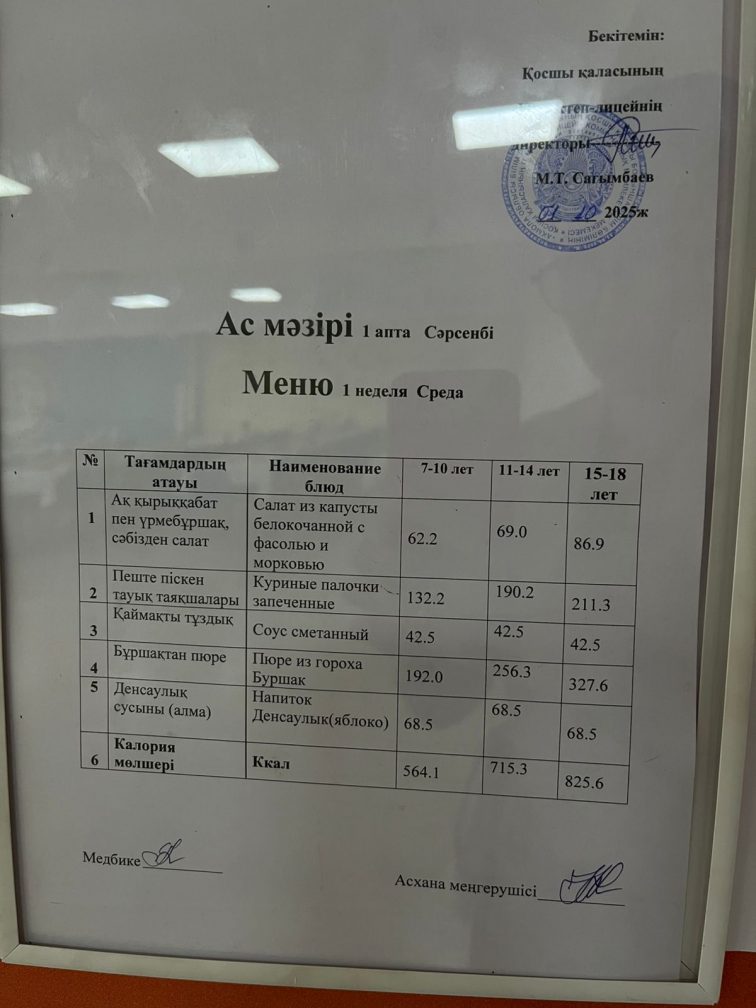 Бекітемін:
Қосшы қаласының
мектеп-лицейнің
директоры
М.Т. Сағымбаев
01 10 2025ж
Ас мәзірі 1 апта Сәрсенбі
Меню 1 неделя Среда
№ Тағамдардың атауы Наименование блюд 7-10 лет 11-14 лет 15-18 лет
1 Ақ қырыққабат пен үрмебұршақ, сәбізден салат Салат из капусты белокочанной с фасолью и морковью 62.2 69.0 86.9
2 Пеште піскен тауық таяқшалары Куриные палочки запеченные 132.2 190.2 211.3
3 Қаймақты тұздық Соус сметанный 42.5 42.5 42.5
4 Бұршақтан пюре Пюре из гороха Буршак 192.0 256.3 327.6
5 Денсаулық сусыны (алма) Напиток Денсаулык(яблоко) 68.5 68.5 68.5
6 Калория мөлшері Ккал 564.1 715.3 825.6
Медбике
Асхана меңгерушісі